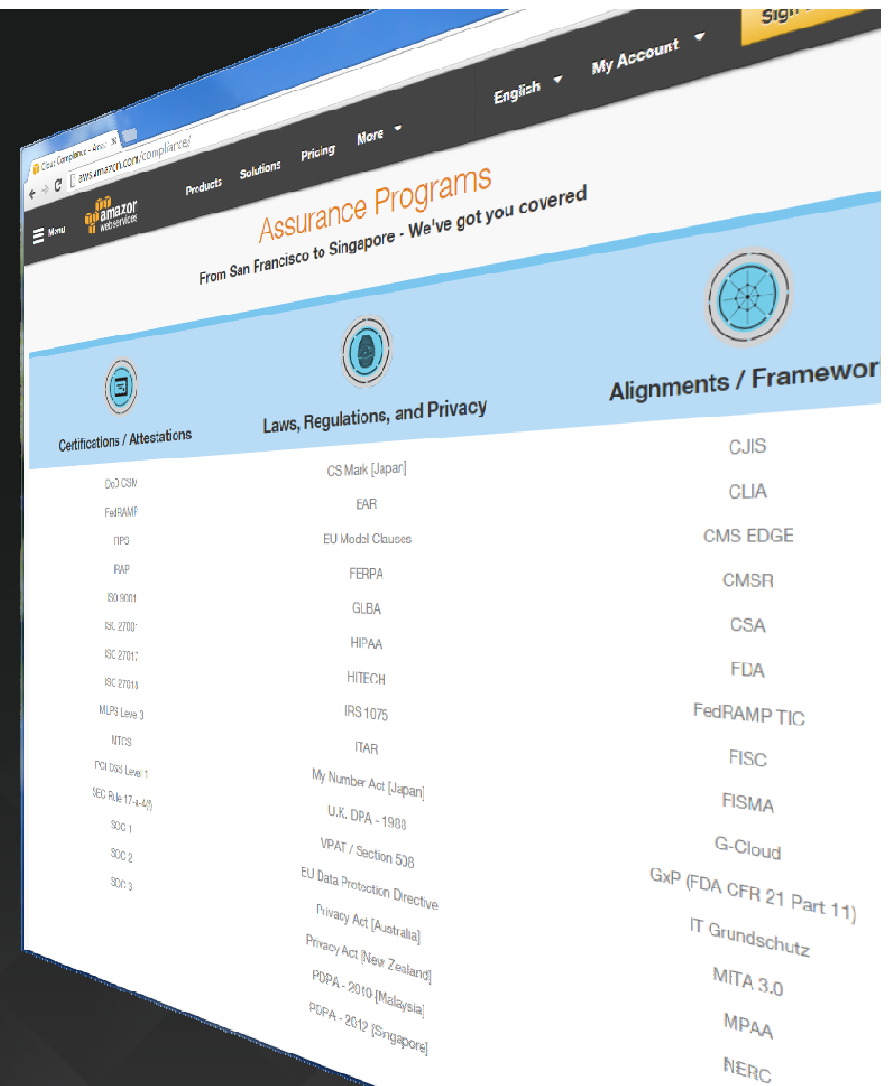 Cloud Compliance - Amaz
aws.amazon.com/compliance/
Menu
amazon
webservices
Products
Solutions
Pricing
More
English
My Account
Sign
Assurance Programs
From San Francisco to Singapore - We've got you covered
Certifications / Attestations
DoD CSM
FedRAMP
FIPS
IRAP
ISO 9001
ISO 27001
ISO 27017
ISO 27018
MLPS Level 3
MTCS
PCI DSS Level 1
SEC Rule 17-a-4(f)
SOC 1
SOC 2
SOC 3
Laws, Regulations, and Privacy
CS Mark [Japan]
EAR
EU Model Clauses
FERPA
GLBA
HIPAA
HITECH
IRS 1075
ITAR
My Number Act [Japan]
U.K. DPA - 1988
VPAT / Section 508
EU Data Protection Directive
Privacy Act [Australia]
Privacy Act [New Zealand]
PDPA - 2010 [Malaysia]
PDPA - 2012 [Singapore]
Alignments / Framewor
CJIS
CLIA
CMS EDGE
CMSR
CSA
FDA
FedRAMP TIC
FISC
FISMA
G-Cloud
GxP (FDA CFR 21 Part 11)
IT Grundschutz
MITA 3.0
MPAA
NERC